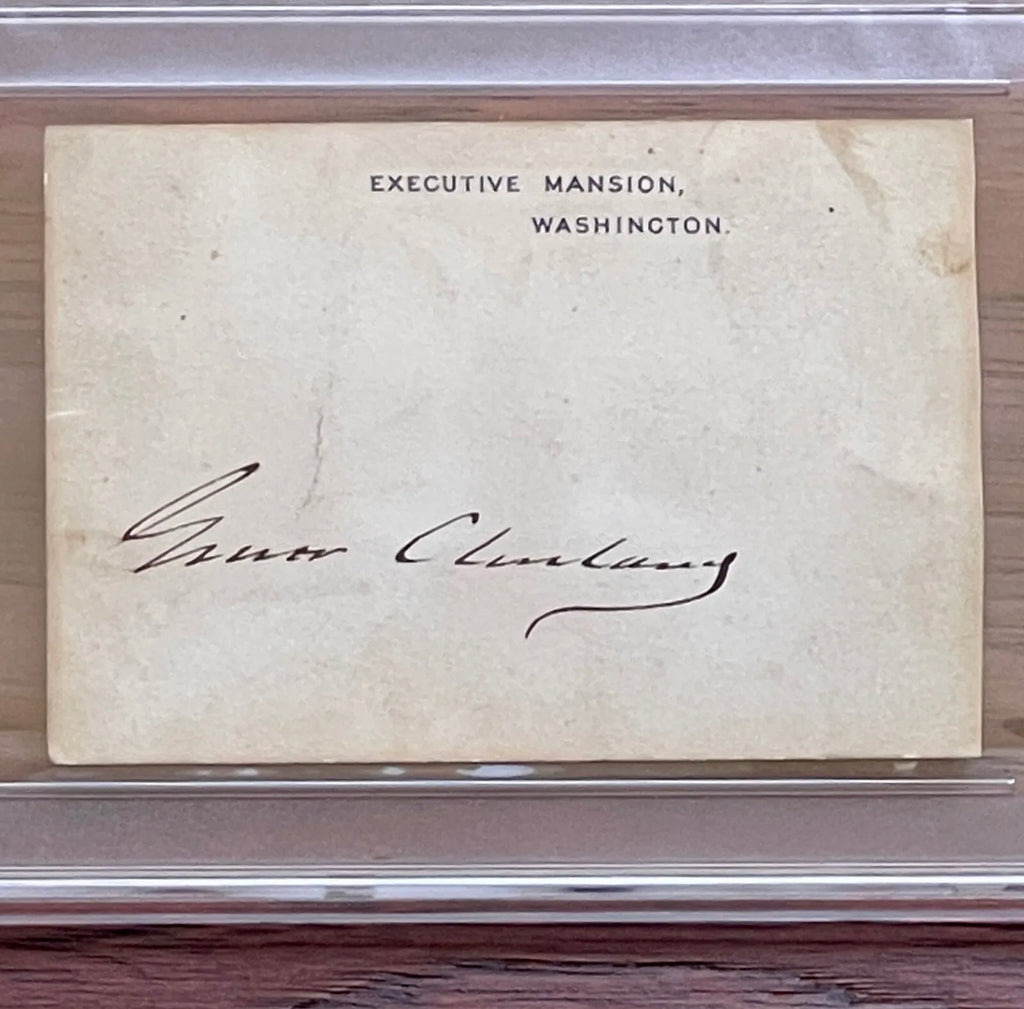 EXECUTIVE MANSION,
WASHINGTON.
Grover Cleveland